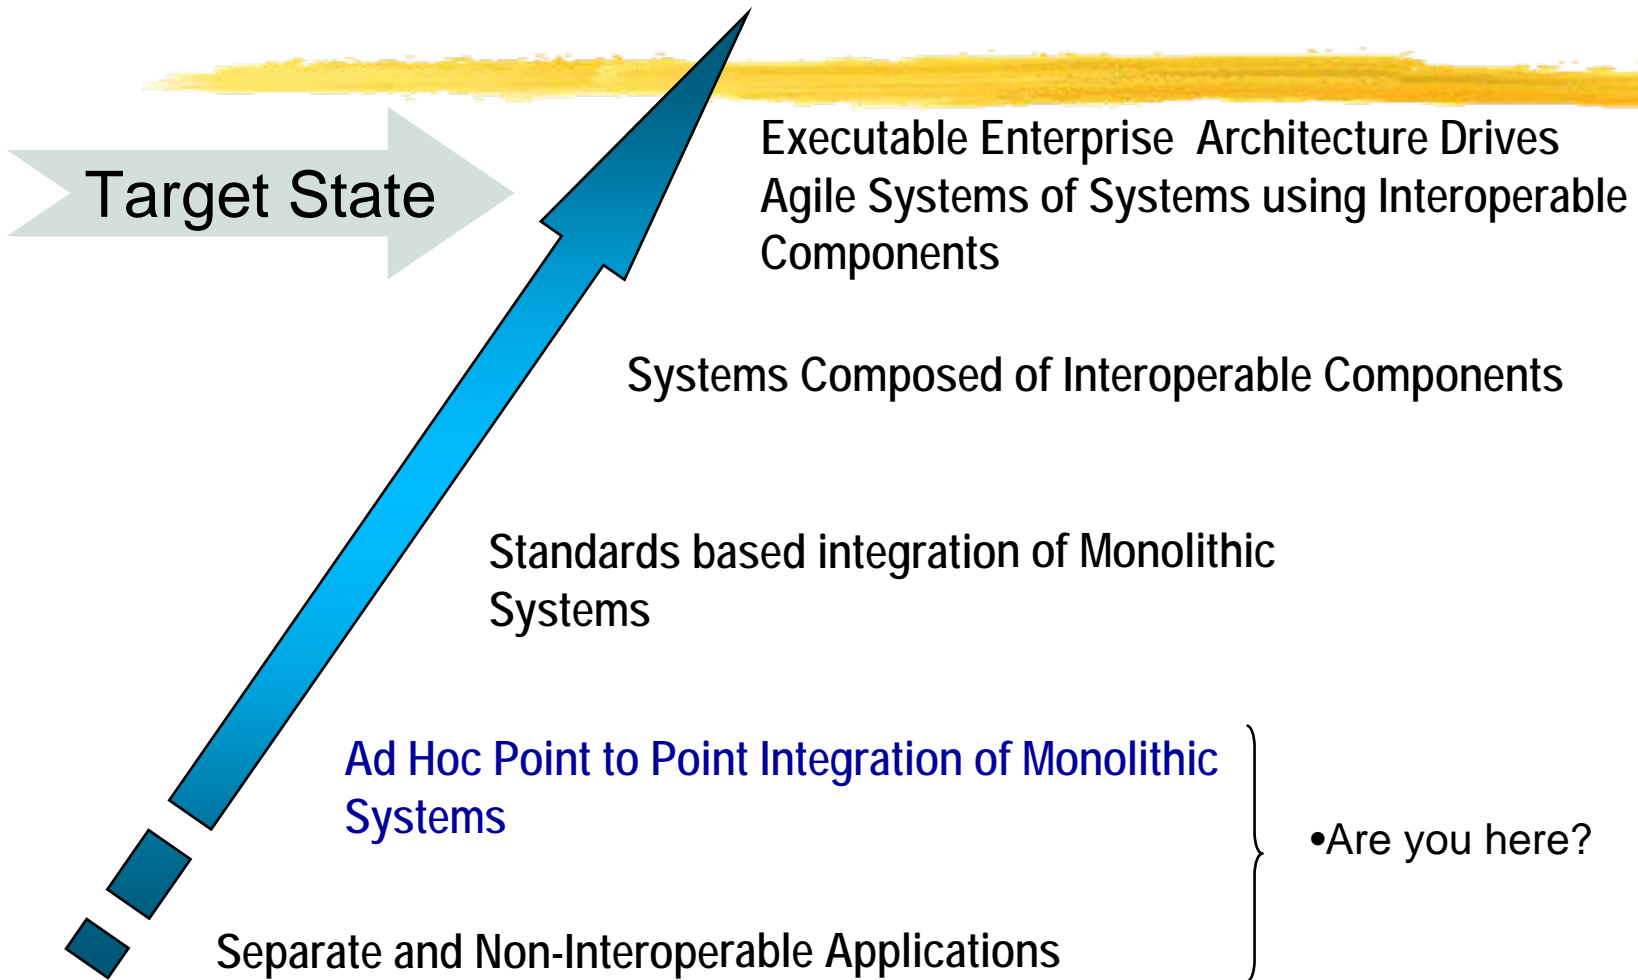 Target State
Executable Enterprise Architecture Drives
Agile Systems of Systems using Interoperable
Components
Systems Composed of Interoperable Components
Standards based integration of Monolithic
Systems
Ad Hoc Point to Point Integration of Monolithic
Systems
•Are you here?
Separate and Non-Interoperable Applications